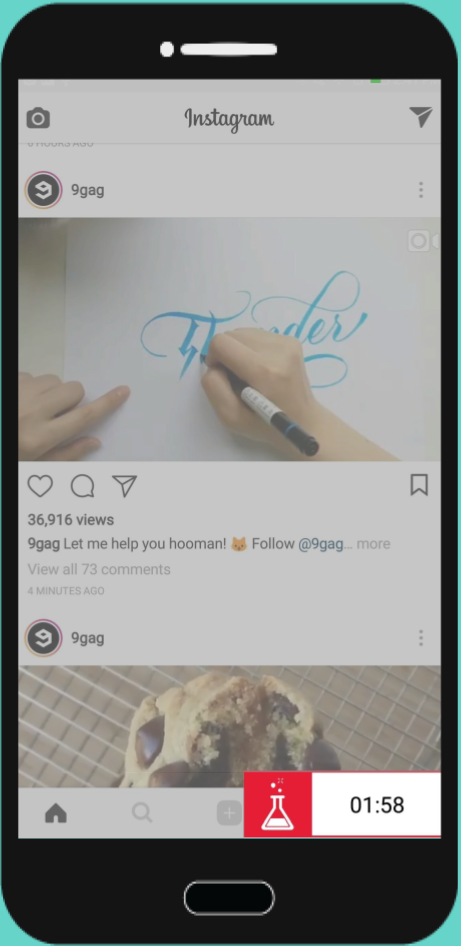 Instagram
6 HOURS AGO
9gag
36,916 views
9gag Let me help you hooman! 😺 Follow @9gag... more
View all 73 comments
4 MINUTES AGO
9gag
01:58